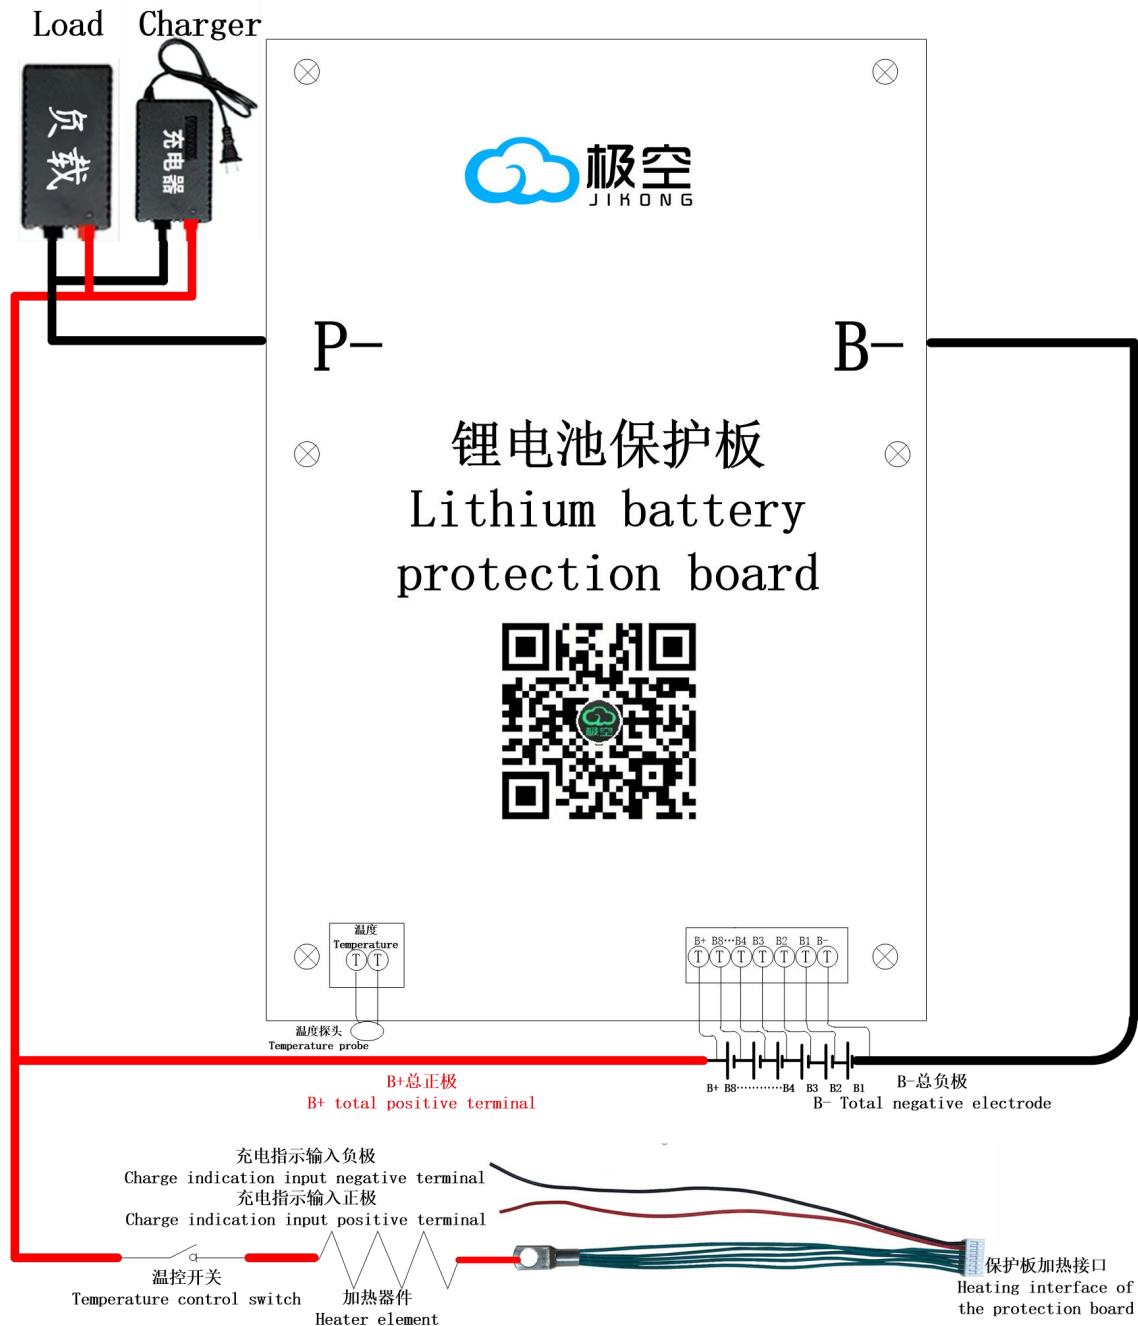 Load Charger
负载
充电器
极空
JIKONG
P-
B-
锂电池保护板
Lithium battery
protection board
极空
温度
Temperature
T T
B+ B8…B4 B3 B2 B1 B-
T T T T T T T
温度探头
Temperature probe
B+总正极
B+ total positive terminal
B+ B8…………B4 B3 B2 B1
B-总负极
B- Total negative electrode
充电指示输入负极
Charge indication input negative terminal
充电指示输入正极
Charge indication input positive terminal
温控开关
Temperature control switch
加热器件
Heater element
保护板加热接口
Heating interface of
the protection board